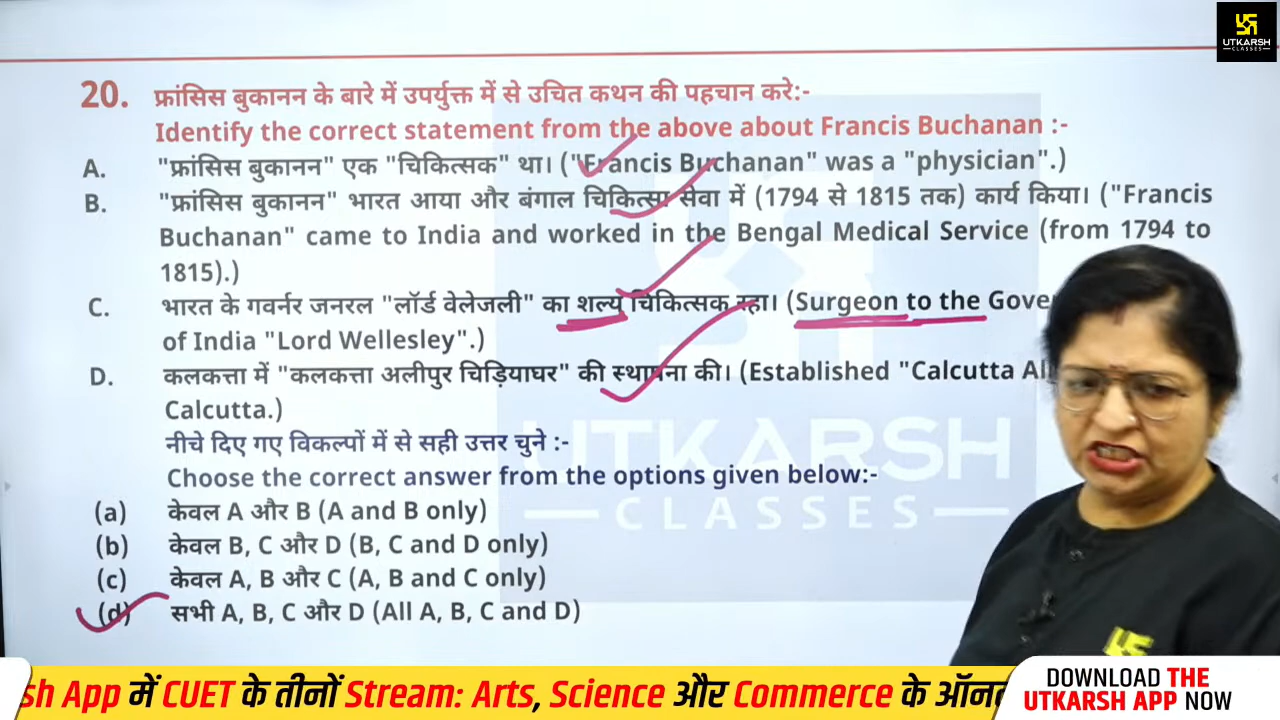 UTKARSH
CLASSES
20. फ्रांसिस बुकानन के बारे में उपर्युक्त में से उचित कथन की पहचान करे:-
Identify the correct statement from the above about Francis Buchanan :-
A. "फ्रांसिस बुकानन" एक "चिकित्सक" था। ("Francis Buchanan" was a "physician".)
B. "फ्रांसिस बुकानन" भारत आया और बंगाल चिकित्सा सेवा में (1794 से 1815 तक) कार्य किया। ("Francis
Buchanan" came to India and worked in the Bengal Medical Service (from 1794 to
1815).)
C. भारत के गवर्नर जनरल "लॉर्ड वेलेजली" का शल्य चिकित्सक रहा। (Surgeon to the
of India "Lord Wellesley".)
D. कलकत्ता में "कलकत्ता अलीपुर चिड़ियाघर" की स्थापना की। (Established "Calcutta
Calcutta.)
नीचे दिए गए विकल्पों में से सही उत्तर चुने :-
Choose the correct answer from the options given below:-
(a) केवल A और B (A and B only)
(b) केवल B, C और D (B, C and D only)
(c) केवल A, B और C (A, B and C only)
(d) सभी A, B, C और D (All A, B, C and D)
UTKARSH
CLASSES
App में CUET के तीनों Stream: Arts, Science और Commerce के
DOWNLOAD THE
UTKARSH APP NOW